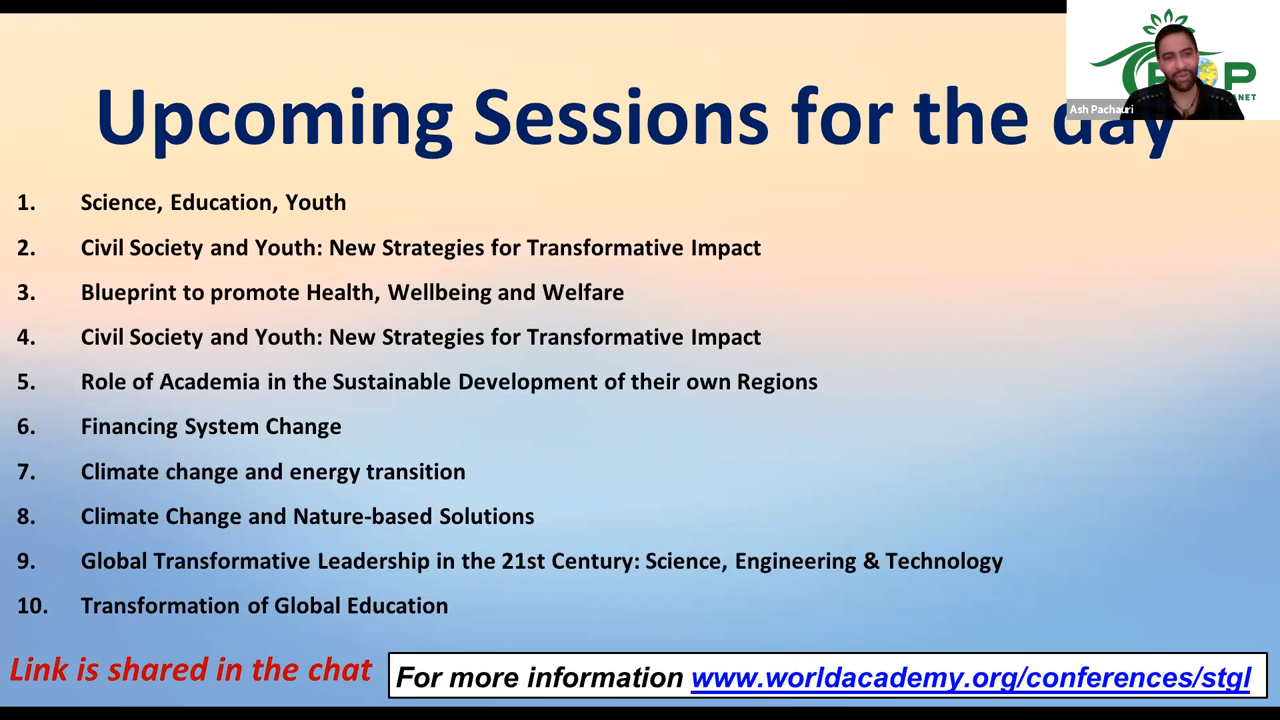 Upcoming Sessions for the day
Ash Pachauri
1. Science, Education, Youth
2. Civil Society and Youth: New Strategies for Transformative Impact
3. Blueprint to promote Health, Wellbeing and Welfare
4. Civil Society and Youth: New Strategies for Transformative Impact
5. Role of Academia in the Sustainable Development of their own Regions
6. Financing System Change
7. Climate change and energy transition
8. Climate Change and Nature-based Solutions
9. Global Transformative Leadership in the 21st Century: Science, Engineering & Technology
10. Transformation of Global Education
Link is shared in the chat
For more information www.worldacademy.org/conferences/stgl